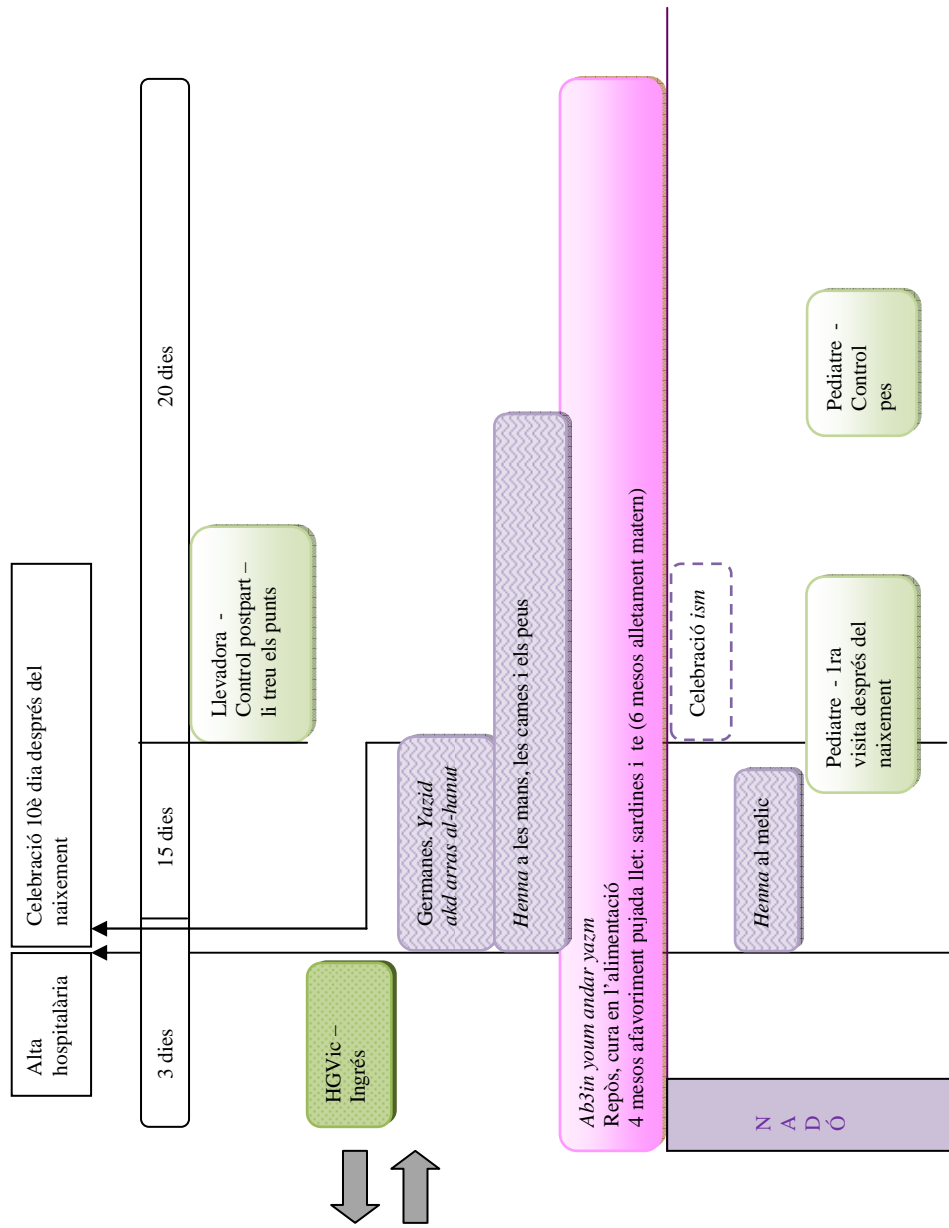 Alta
hospitalària
Celebració 10è dia després del
naixement
3 dies
15 dies
20 dies
Llevadora -
Control postpart –
li treu els punts
HGVic –
Ingrés
Germanes. Yazid
akd arras al-hanut
Henna a les mans, les cames i els peus
Ab3in youm andar yazm
Repòs, cura en l’alimentació
4 mesos afavoriment pujada llet: sardines i te (6 mesos alletament matern)
NADÓ
Celebració ism
Henna al melic
Pediatre - 1ra
visita després del
naixement
Pediatre -
Control
pes